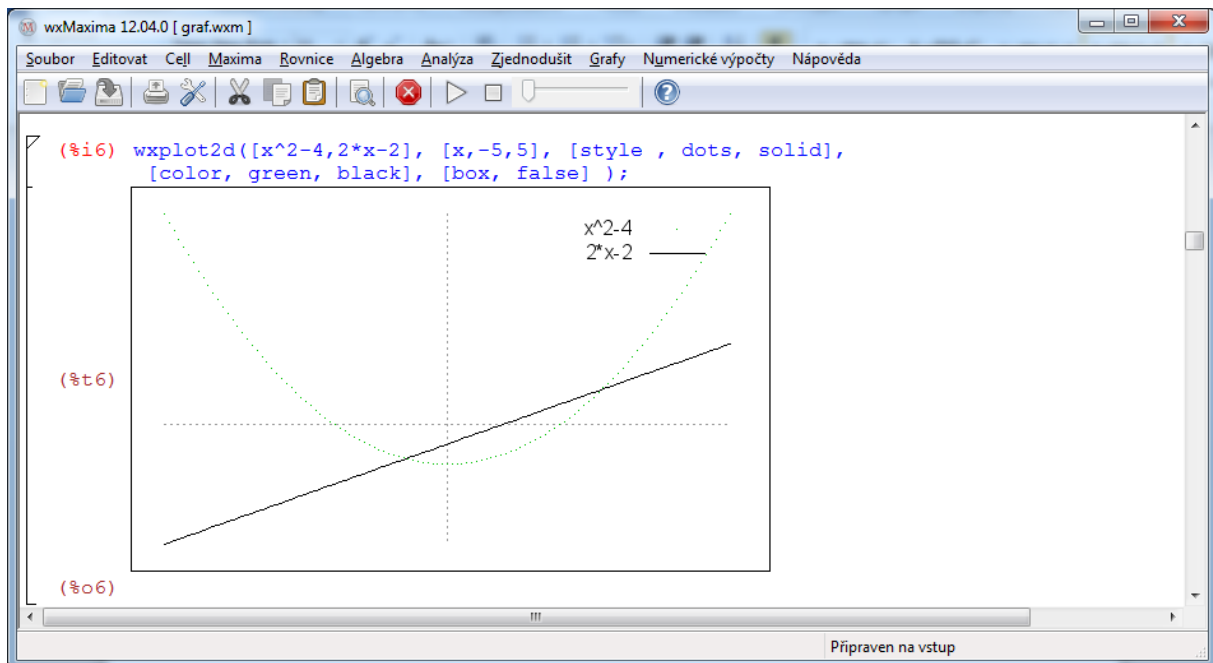 wxMaxima 12.04.0 [ graf.wxm ]
Soubor Editovat Cell Maxima Rovnice Algebra Analýza Zjednodušit Grafy Numerické výpočty Nápověda
(%i6) wxplot2d([x^2-4,2*x-2], [x,-5,5], [style , dots, solid],
[color, green, black], [box, false] );
x^2-4
2*x-2
(%t6)
(%o6)
Připraven na vstup